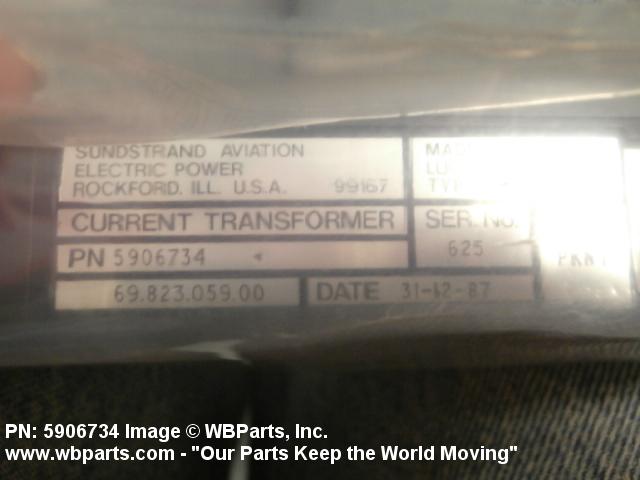 SUNDSTRAND AVIATION
ELECTRIC POWER
ROCKFORD. ILL. U.S.A. 99167
CURRENT TRANSFORMER
PN 5906734
69.823.059.00
SER. NO.
625
DATE 31-12-87
PN: 5906734 Image © WBParts, Inc.
www.wbparts.com - "Our Parts Keep the World Moving"